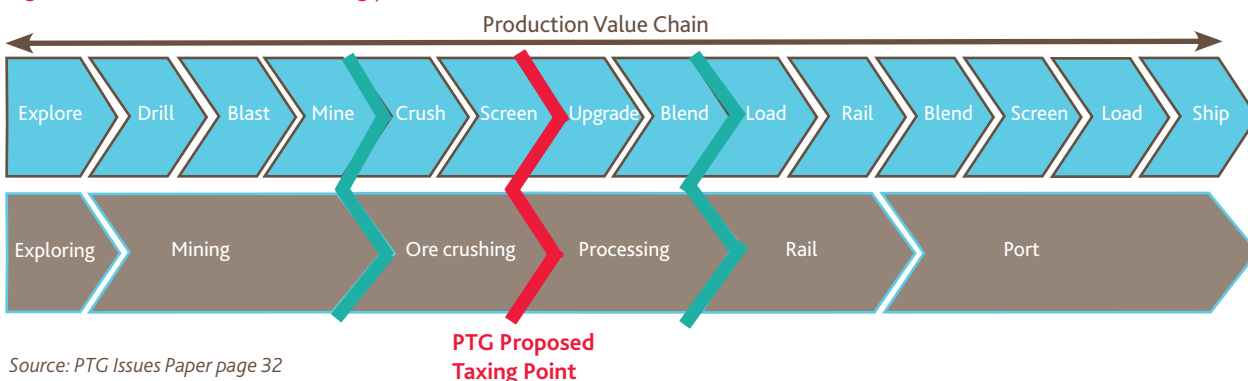 Production Value Chain
Explore Drill Blast Mine Crush Screen Upgrade Blend Load Rail Blend Screen Load Ship
Exploring Mining Ore crushing Processing Rail Port
PTG Proposed
Taxing Point
Source: PTG Issues Paper page 32